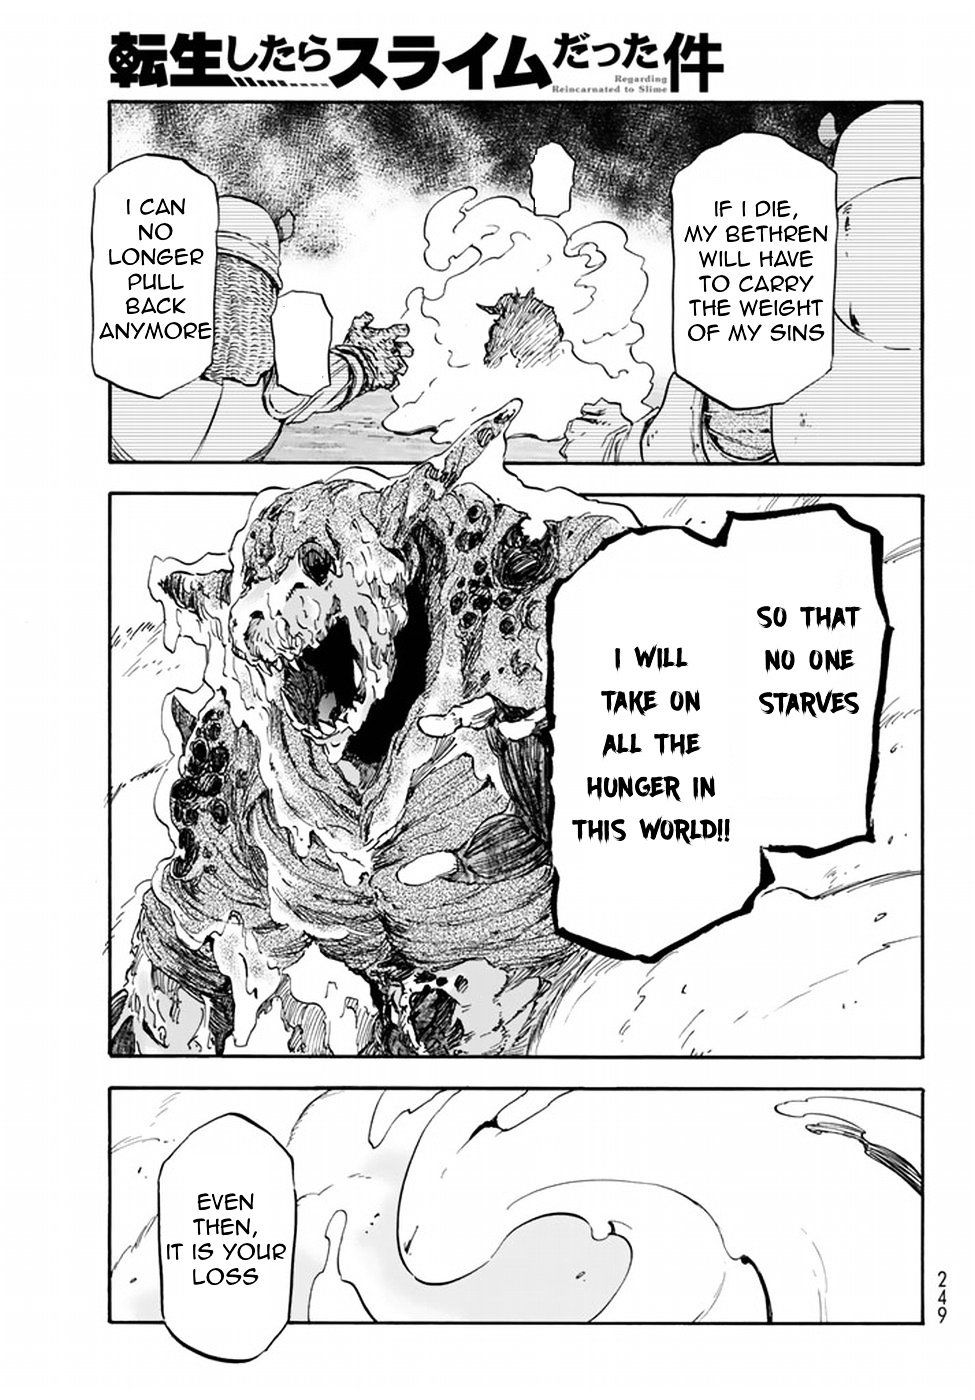 転生したらスライムだった件
Regarding
Reincarnated to Slime
IF I DIE,
MY BETHREN
WILL HAVE
TO CARRY
THE WEIGHT
OF MY SINS
I CAN
NO
LONGER
PULL
BACK
ANYMORE
SO THAT
NO ONE
STARVES
I WILL
TAKE ON
ALL THE
HUNGER IN
THIS WORLD!!
EVEN
THEN,
IT IS YOUR
LOSS
249